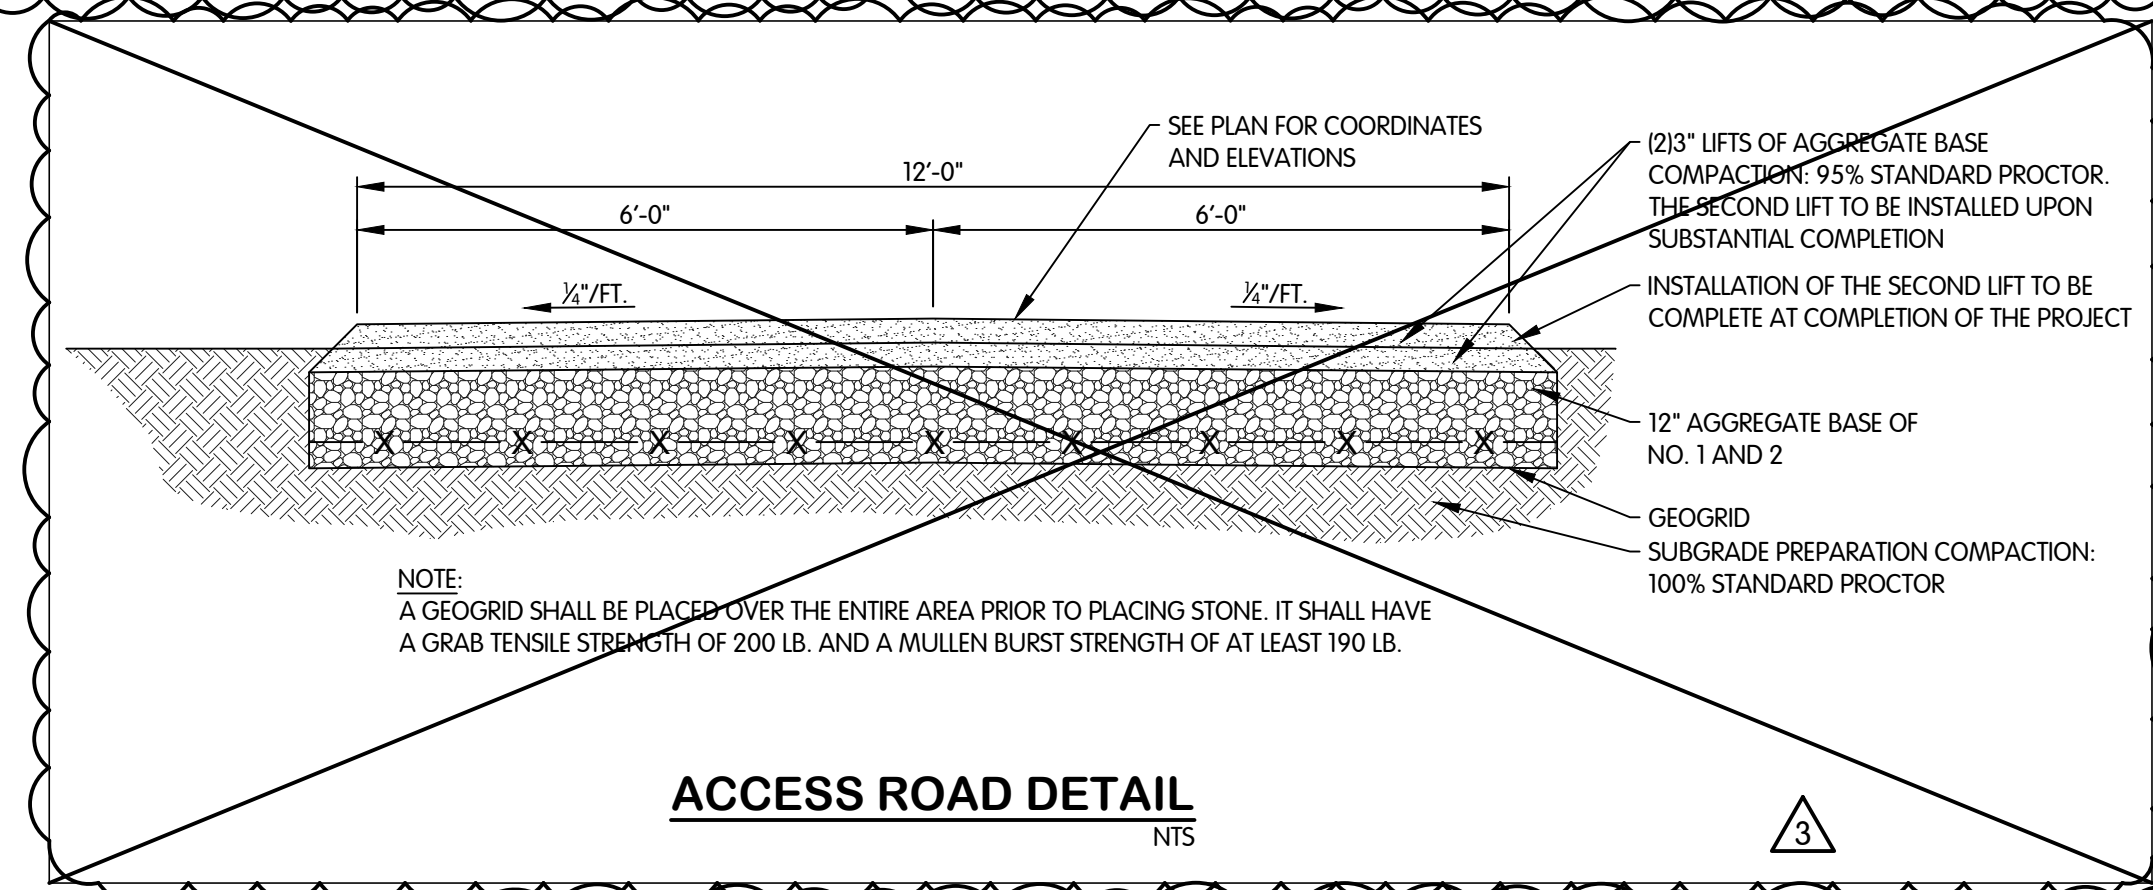 SEE PLAN FOR COORDINATES
AND ELEVATIONS
12'-0"
6'-0"
6'-0"
¼"/FT.
¼"/FT.
(2)3" LIFTS OF AGGREGATE BASE
COMPACTION: 95% STANDARD PROCTOR.
THE SECOND LIFT TO BE INSTALLED UPON
SUBSTANTIAL COMPLETION
INSTALLATION OF THE SECOND LIFT TO BE
COMPLETE AT COMPLETION OF THE PROJECT
12" AGGREGATE BASE OF
NO. 1 AND 2
GEOGRID
SUBGRADE PREPARATION COMPACTION:
100% STANDARD PROCTOR
X X X X X X X X X
NOTE:
A GEOGRID SHALL BE PLACED OVER THE ENTIRE AREA PRIOR TO PLACING STONE. IT SHALL HAVE
A GRAB TENSILE STRENGTH OF 200 LB. AND A MULLEN BURST STRENGTH OF AT LEAST 190 LB.
ACCESS ROAD DETAIL
NTS
3